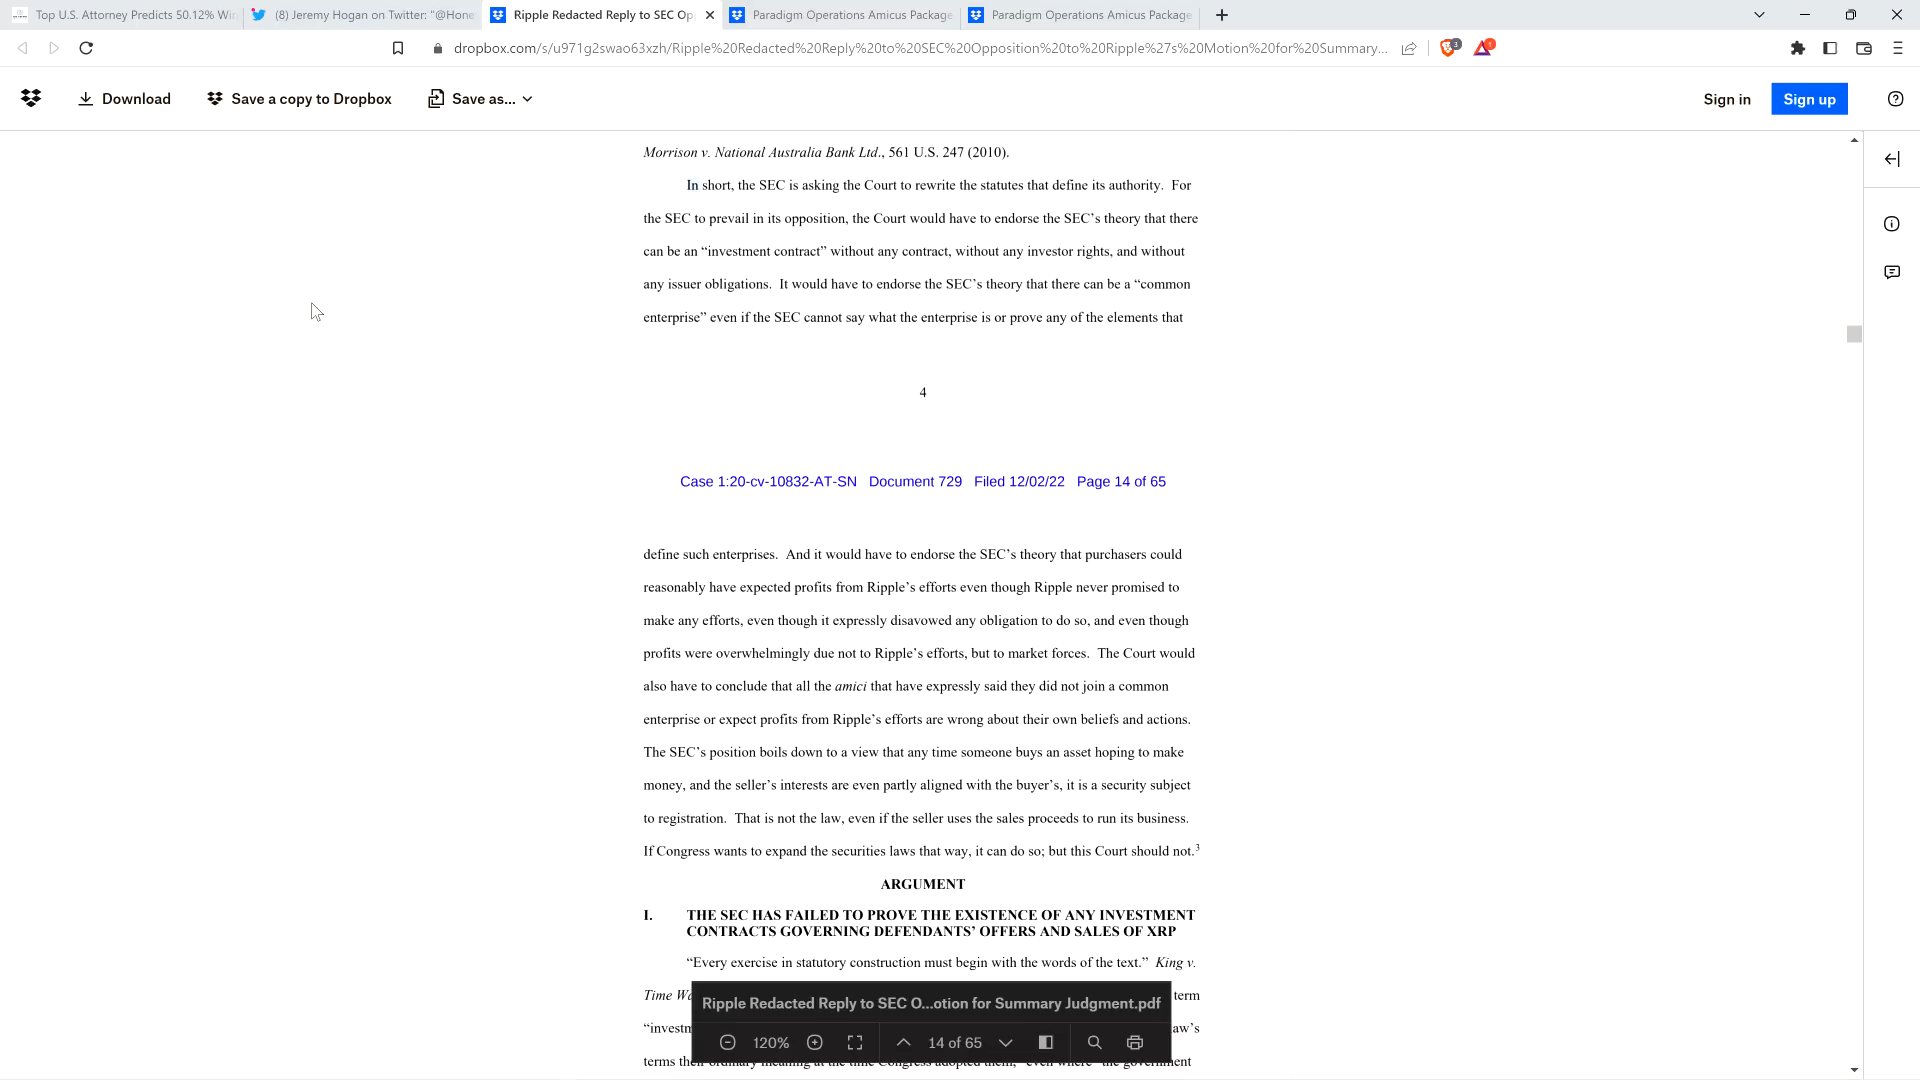 Top U.S. Attorney Predicts 50.12% Wi
(8) Jeremy Hogan on Twitter: "@Hone
Ripple Redacted Reply to SEC Op
Paradigm Operations Amicus Package
Paradigm Operations Amicus Package
dropbox.com/s/u971g2swao63xzh/Ripple%20Redacted%20Reply%20to%20SEC%20Opposition%20to%20Ripple%27s%20Motion%20for%20Summary...
3
1
Download
Save a copy to Dropbox
Save as...
Sign in
Sign up
Morrison v. National Australia Bank Ltd., 561 U.S. 247 (2010).
In short, the SEC is asking the Court to rewrite the statutes that define its authority. For
the SEC to prevail in its opposition, the Court would have to endorse the SEC’s theory that there
can be an “investment contract” without any contract, without any investor rights, and without
any issuer obligations. It would have to endorse the SEC’s theory that there can be a “common
enterprise” even if the SEC cannot say what the enterprise is or prove any of the elements that
4
Case 1:20-cv-10832-AT-SN Document 729 Filed 12/02/22 Page 14 of 65
define such enterprises. And it would have to endorse the SEC’s theory that purchasers could
reasonably have expected profits from Ripple’s efforts even though Ripple never promised to
make any efforts, even though it expressly disavowed any obligation to do so, and even though
profits were overwhelmingly due not to Ripple’s efforts, but to market forces. The Court would
also have to conclude that all the amici that have expressly said they did not join a common
enterprise or expect profits from Ripple’s efforts are wrong about their own beliefs and actions.
The SEC’s position boils down to a view that any time someone buys an asset hoping to make
money, and the seller’s interests are even partly aligned with the buyer’s, it is a security subject
to registration. That is not the law, even if the seller uses the sales proceeds to run its business.
If Congress wants to expand the securities laws that way, it can do so; but this Court should not.3
ARGUMENT
I. THE SEC HAS FAILED TO PROVE THE EXISTENCE OF ANY INVESTMENT
CONTRACTS GOVERNING DEFENDANTS’ OFFERS AND SALES OF XRP
“Every exercise in statutory construction must begin with the words of the text.” King v.
Time Wa
term
“investm
aw’s
Ripple Redacted Reply to SEC O...otion for Summary Judgment.pdf
120%
14 of 65
terms their ordinary meaning at the time Congress adopted them,” even where “the government